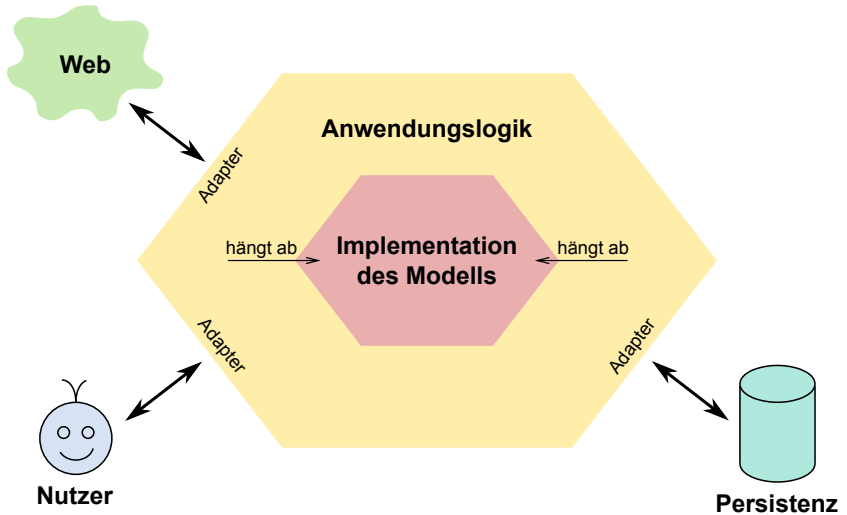 Web
Anwendungslogik
Adapter
hängt ab
Implementation
des Modells
hängt ab
Adapter
Adapter
Nutzer
Persistenz